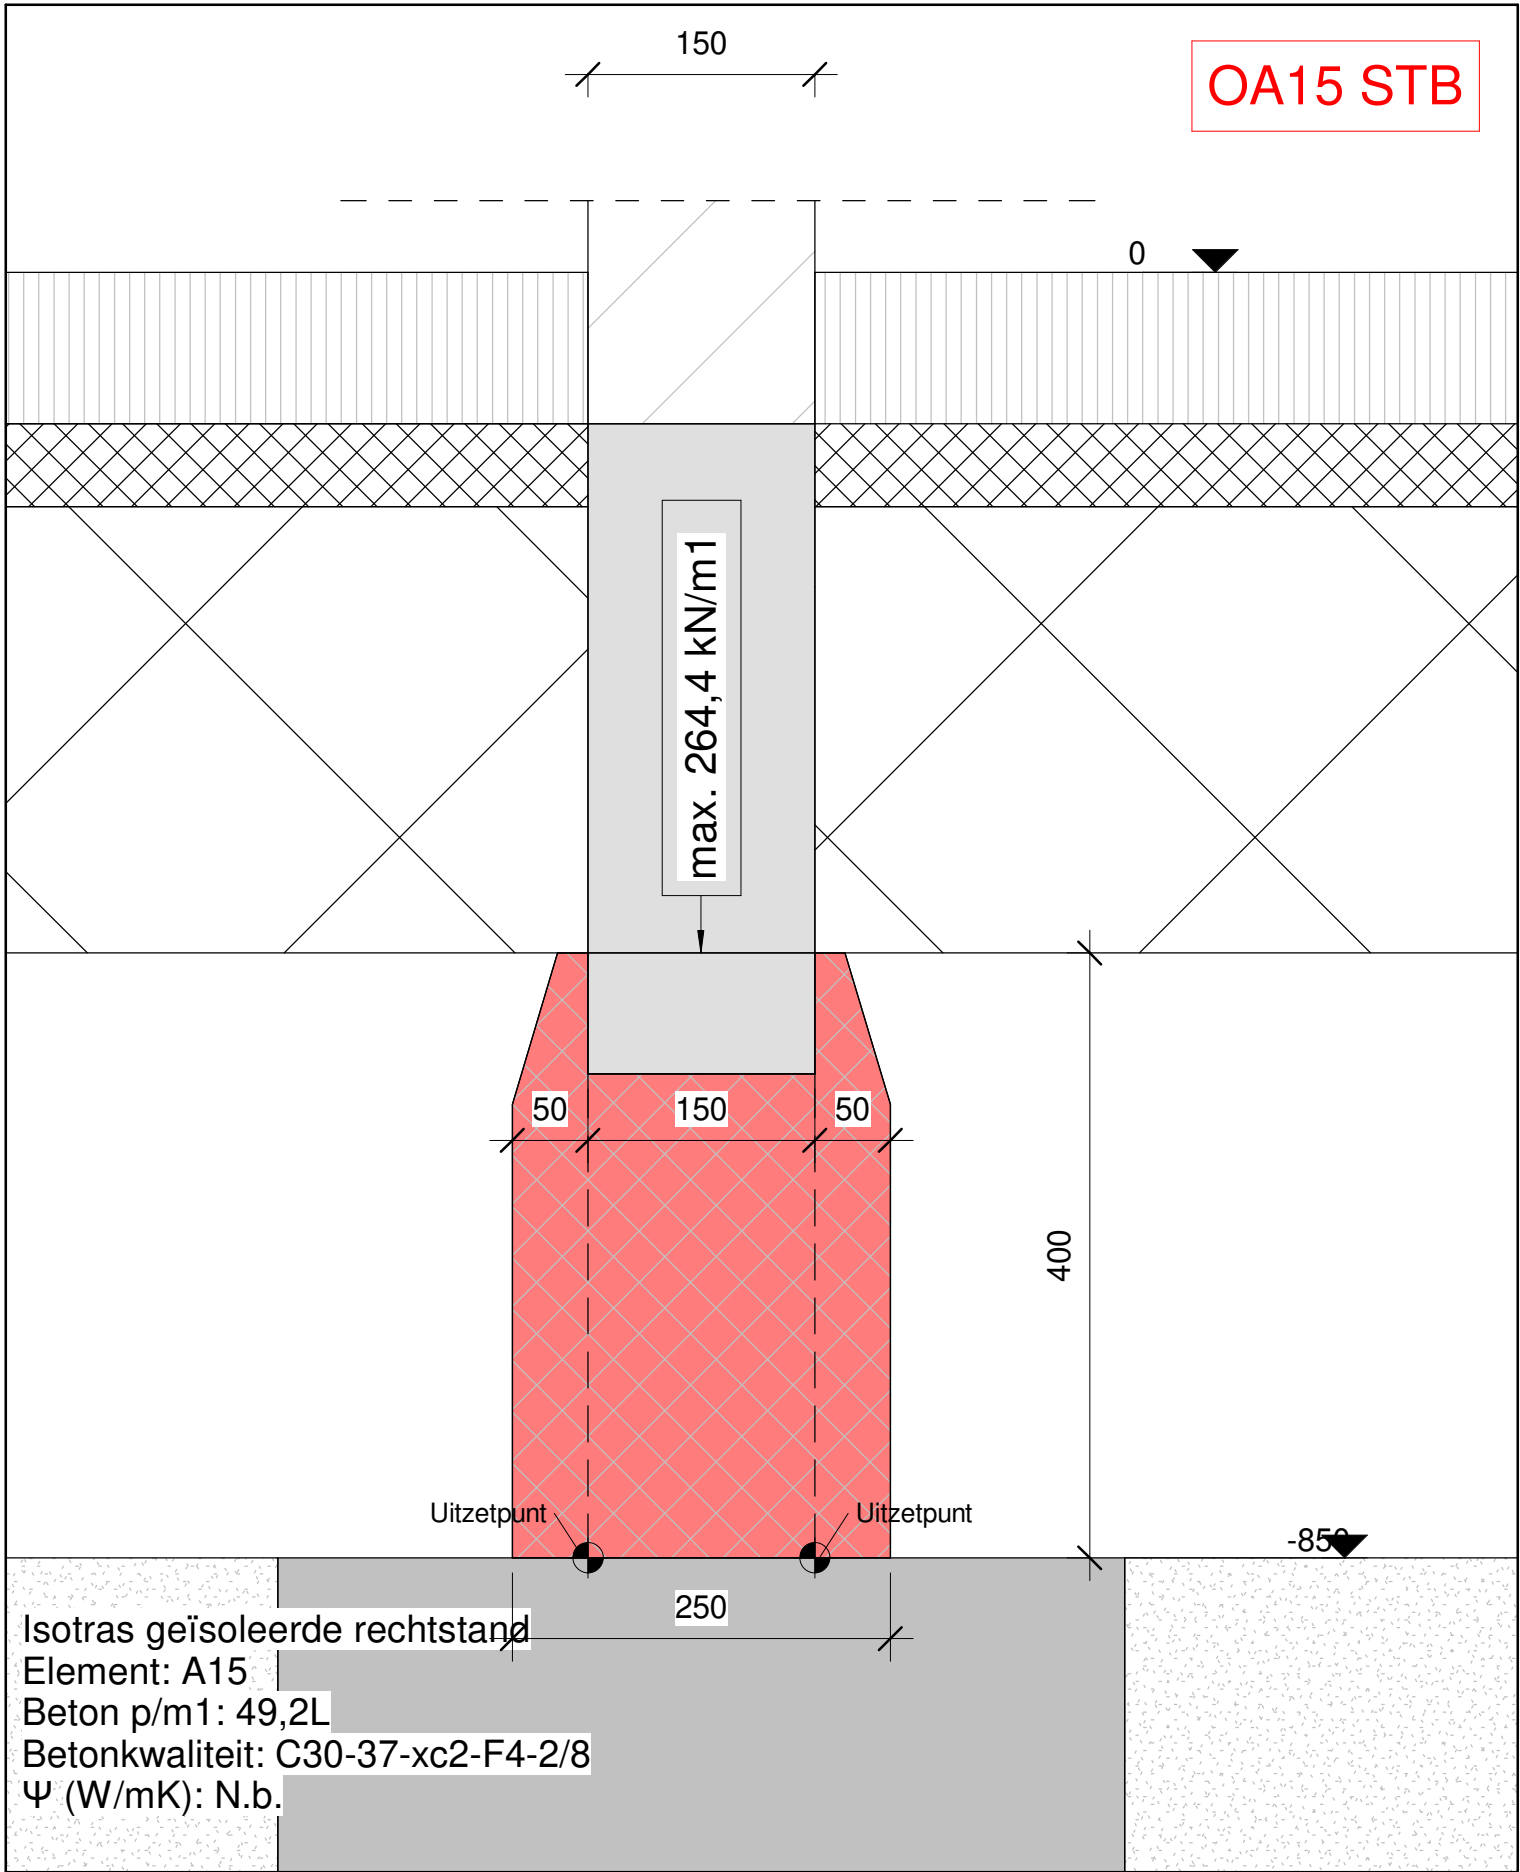 150
OA15 STB
0
max. 264,4 kN/m1
50
150
50
400
Uitzetpunt
Uitzetpunt
-850
250
Isotras geïsoleerde rechtstand
Element: A15
Beton p/m1: 49,2L
Betonkwaliteit: C30-37-xc2-F4-2/8
Ψ (W/mK): N.b.